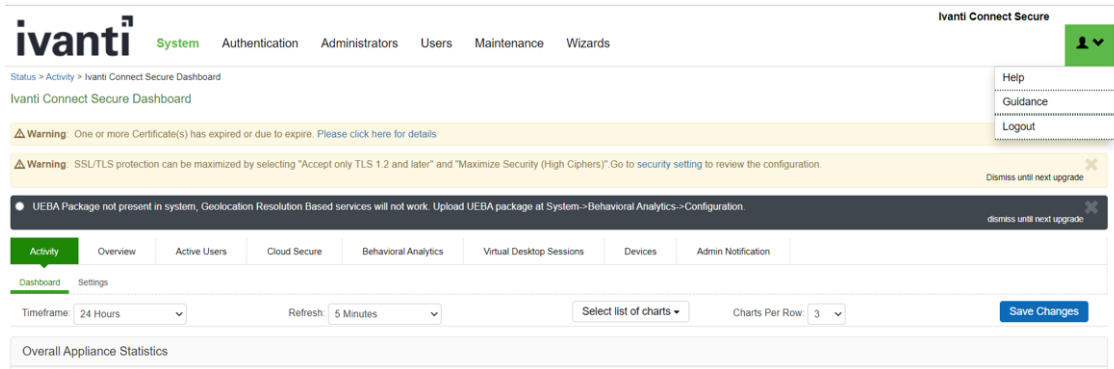 Ivanti Connect Secure
ivanti
System Authentication Administrators Users Maintenance Wizards
Status > Activity > Ivanti Connect Secure Dashboard
Help
Ivanti Connect Secure Dashboard
Guidance
Logout
Warning: One or more Certificate(s) has expired or due to expire. Please click here for details
Warning: SSL/TLS protection can be maximized by selecting "Accept only TLS 1.2 and later" and "Maximize Security (High Ciphers)".Go to security setting to review the configuration.
Dismiss until next upgrade
UEBA Package not present in system, Geolocation Resolution Based services will not work. Upload UEBA package at System->Behavioral Analytics->Configuration.
dismiss until next upgrade
Activity Overview Active Users Cloud Secure Behavioral Analytics Virtual Desktop Sessions Devices Admin Notification
Dashboard Settings
Timeframe: 24 Hours Refresh: 5 Minutes Select list of charts Charts Per Row: 3 Save Changes
Overall Appliance Statistics